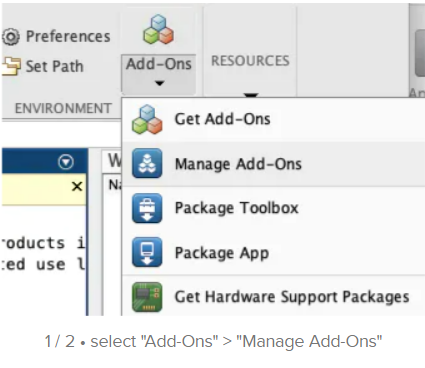 Preferences
Set Path
Add-Ons
RESOURCES
ENVIRONMENT
Get Add-Ons
Manage Add-Ons
Package Toolbox
Package App
Get Hardware Support Packages
W
Na
roducts i
ed use l
1 / 2 • select "Add-Ons" > "Manage Add-Ons"